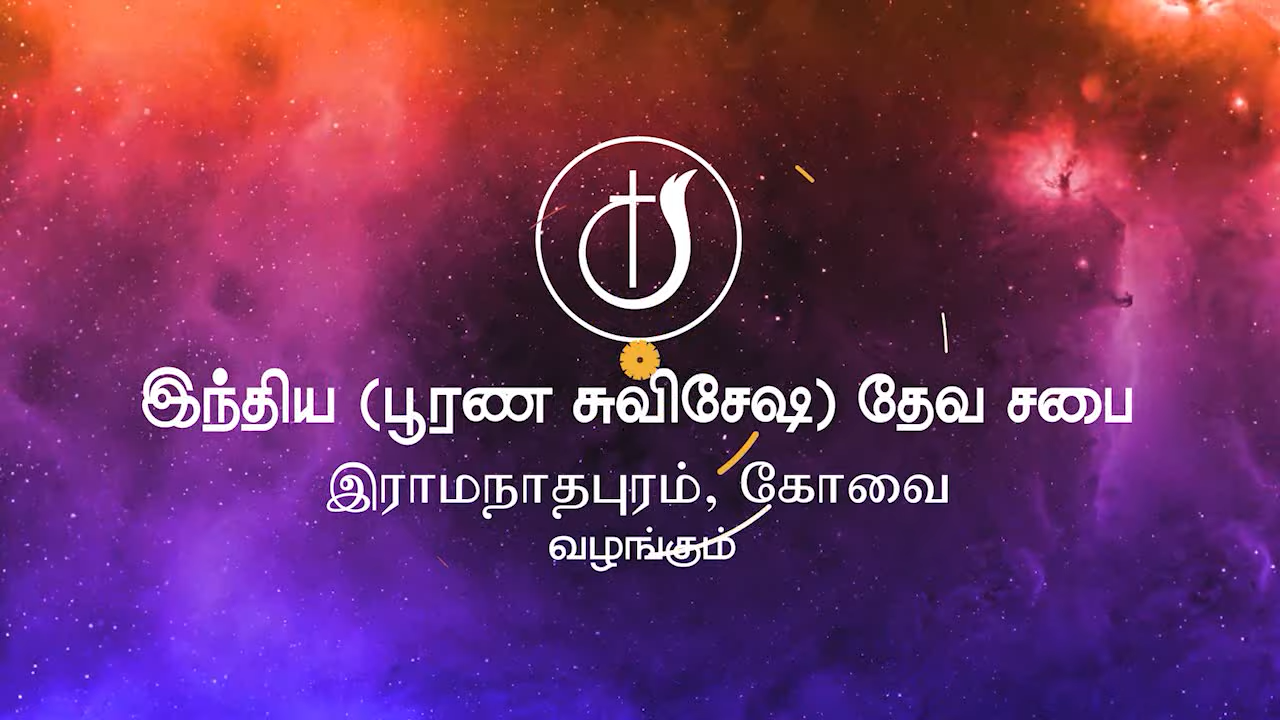 இந்திய (பூரண சுவிசேஷ) தேவ சபை
இராமநாதபுரம், கோவை
வழங்கும்